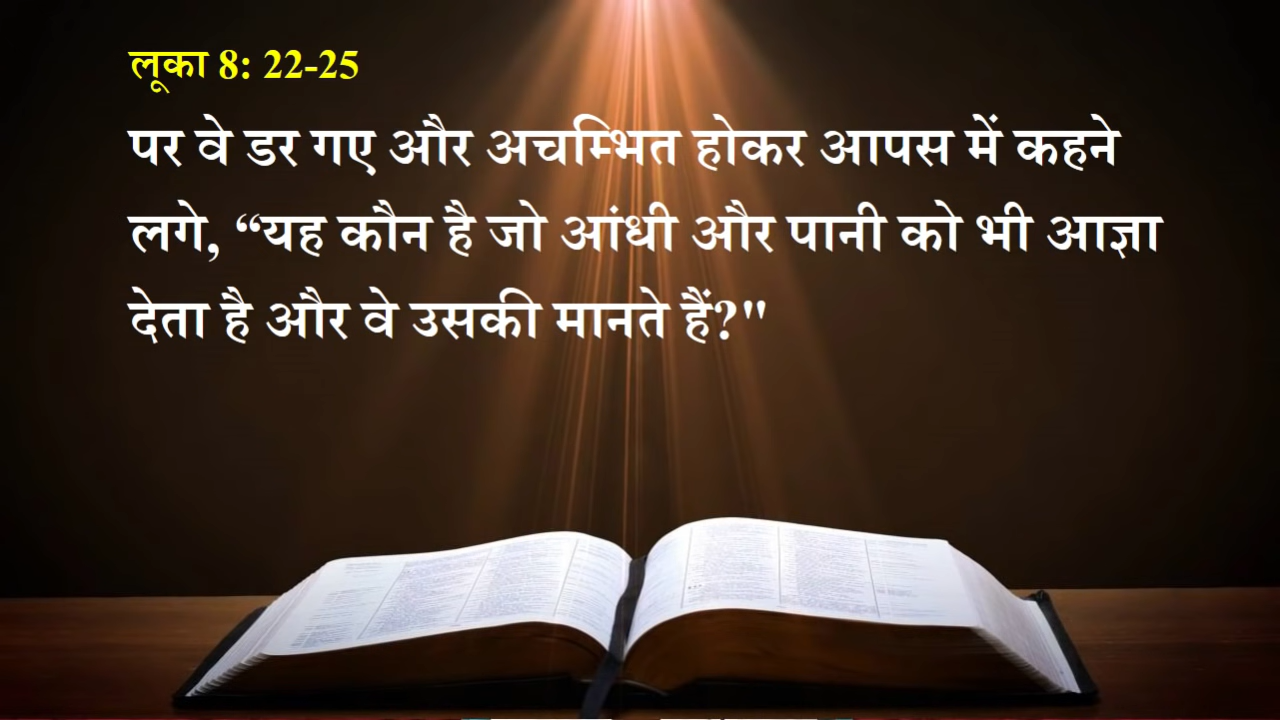 लूका 8: 22-25
पर वे डर गए और अचम्भित होकर आपस में कहने
लगे, “यह कौन है जो आंधी और पानी को भी आज्ञा
देता है और वे उसकी मानते हैं?"